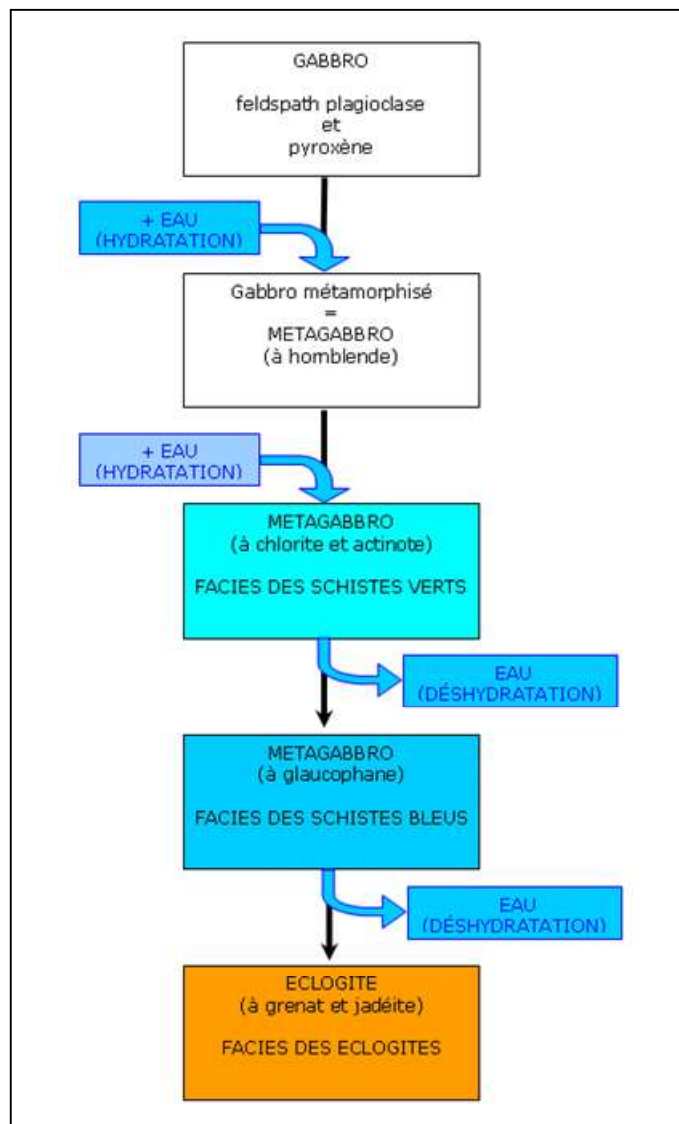 GABBRO
feldspath plagioclase
et
pyroxène
+ EAU
(HYDRATATION)
Gabbro métamorphisé
=
METAGABBRO
(à hornblende)
+ EAU
(HYDRATATION)
METAGABBRO
(à chlorite et actinote)
FACIES DES SCHISTES VERTS
EAU
(DÉSHYDRATATION)
METAGABBRO
(à glaucophane)
FACIES DES SCHISTES BLEUS
EAU
(DÉSHYDRATATION)
ECLOGITE
(à grenat et jadéite)
FACIES DES ECLOGITES